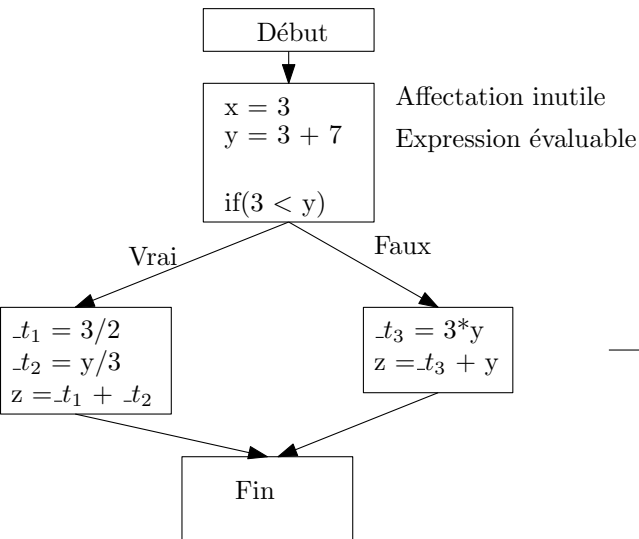 Début
x = 3
y = 3 + 7
if(3 < y)
Affectation inutile
Expression évaluable
Vrai
Faux
_t₁ = 3/2
_t₂ = y/3
z =_t₁ + _t₂
_t₃ = 3*y
z =_t₃ + y
Fin